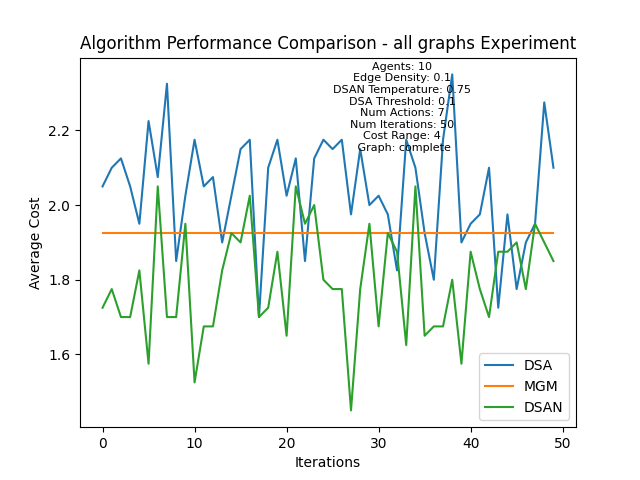 Algorithm Performance Comparison - all graphs Experiment
Agents: 10
Edge Density: 0.1
DSAN Temperature: 0.75
DSA Threshold: 0.1
Num Actions: 7
Num Iterations: 50
Cost Range: 4
Graph: complete
Average Cost
2.2
2.0
1.8
1.6
DSA
MGM
DSAN
0
10
20
30
40
50
Iterations